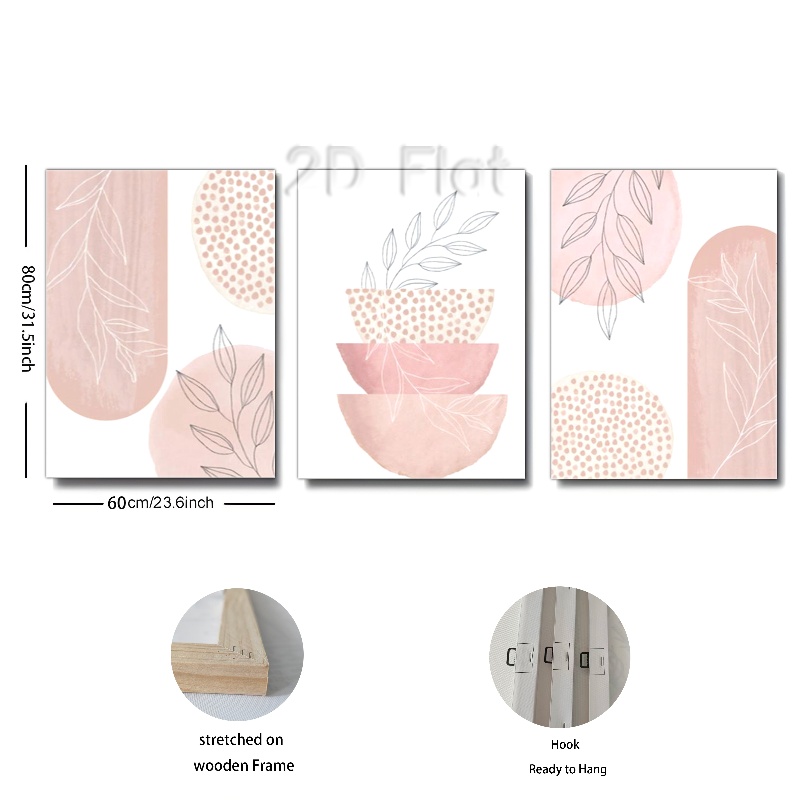 2D Flat
80cm/31.5inch
60cm/23.6inch
stretched on
wooden Frame
Hook
Ready to Hang